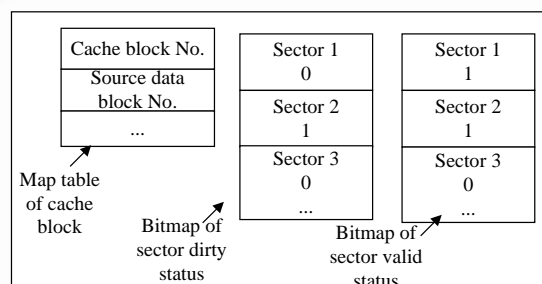 Cache block No.
Source data
block No.
...
Map table
of cache
block
Sector 1
0
Sector 2
1
Sector 3
0
...
Bitmap of
sector dirty
status
Sector 1
1
Sector 2
1
Sector 3
0
...
Bitmap of
sector valid
status